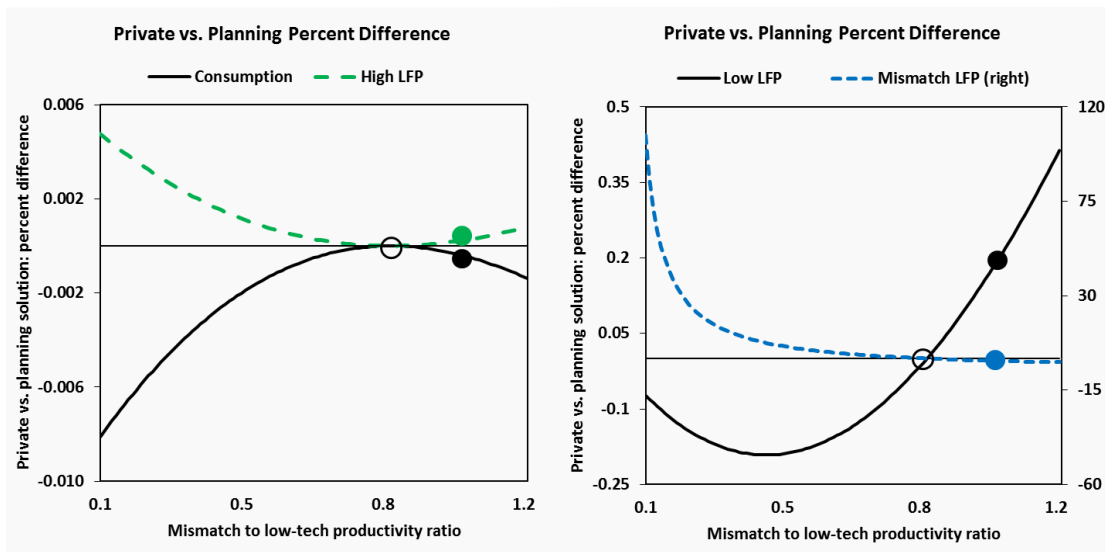 Private vs. Planning Percent Difference
Consumption
High LFP
Private vs. planning solution: percent difference
0.006
0.002
-0.002
-0.006
-0.010
0.1
0.5
0.8
1.2
Mismatch to low-tech productivity ratio
Private vs. Planning Percent Difference
Low LFP
Mismatch LFP (right)
Private vs. planning solution: percent difference
0.5
0.35
0.2
0.05
-0.1
-0.25
120
75
30
-15
-60
0.1
0.5
0.8
1.2
Mismatch to low-tech productivity ratio